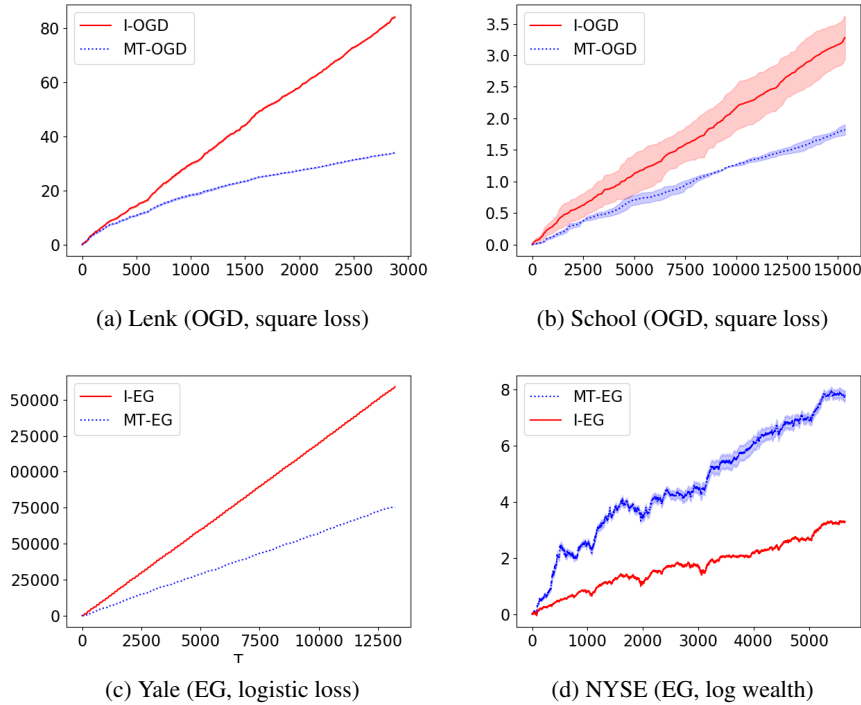 I-OGD
MT-OGD
80
60
40
20
0
0 500 1000 1500 2000 2500 3000
(a) Lenk (OGD, square loss)
I-OGD
MT-OGD
3.5
3.0
2.5
2.0
1.5
1.0
0.5
0.0
0 2500 5000 7500 10000 12500 15000
(b) School (OGD, square loss)
I-EG
MT-EG
50000
25000
00000
75000
50000
25000
0
0 2500 5000 7500 10000 12500
T
(c) Yale (EG, logistic loss)
MT-EG
I-EG
8
6
4
2
0
0 1000 2000 3000 4000 5000
(d) NYSE (EG, log wealth)